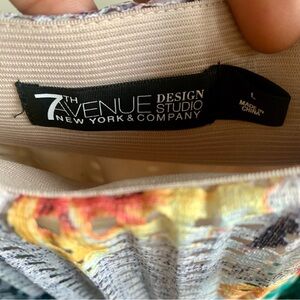 7TH AVENUE DESIGN STUDIO
NEW YORK & COMPANY
L
MADE IN
CHINA